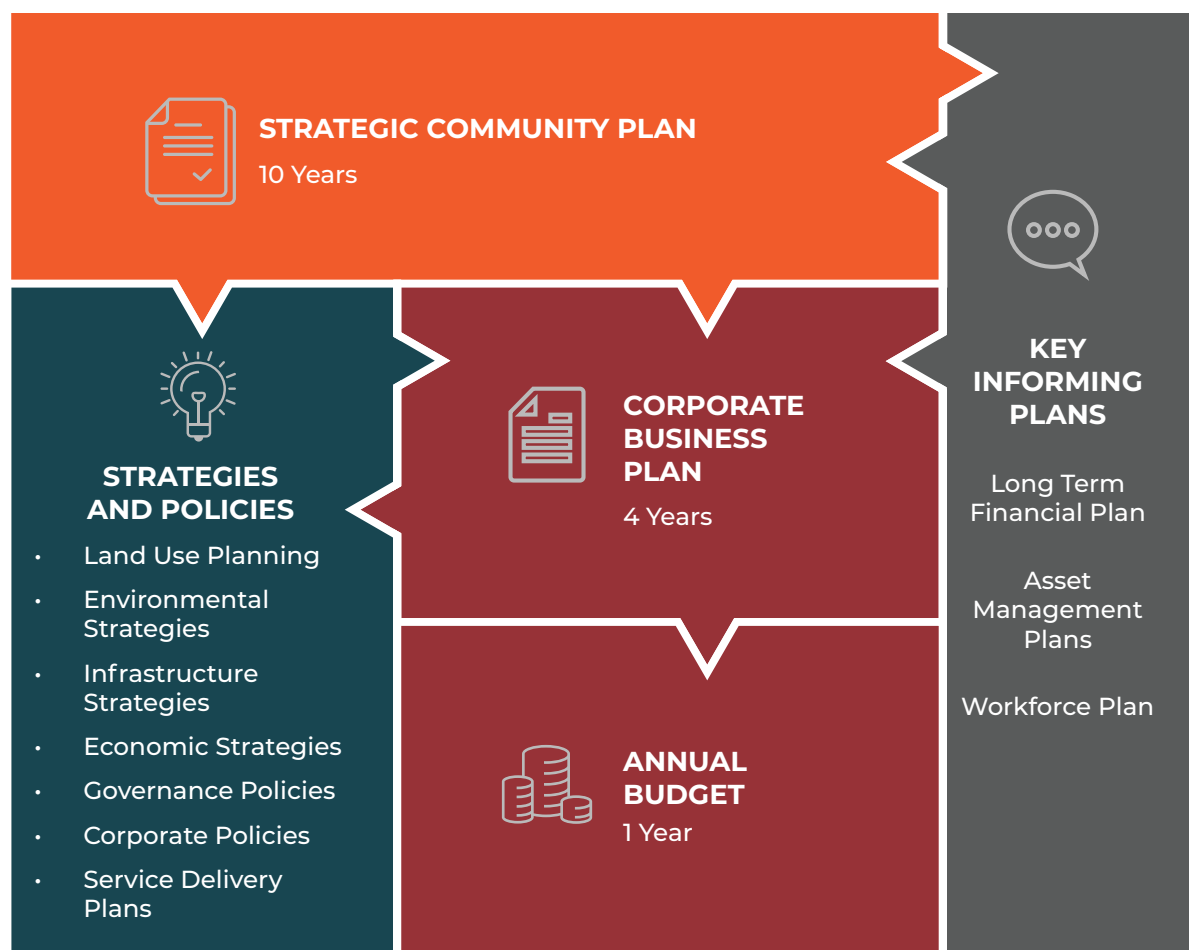 STRATEGIC COMMUNITY PLAN
10 Years
STRATEGIES
AND POLICIES
• Land Use Planning
• Environmental
Strategies
• Infrastructure
Strategies
• Economic Strategies
• Governance Policies
• Corporate Policies
• Service Delivery
Plans
CORPORATE
BUSINESS
PLAN
4 Years
ANNUAL
BUDGET
1 Year
KEY
INFORMING
PLANS
Long Term
Financial Plan
Asset
Management
Plans
Workforce Plan